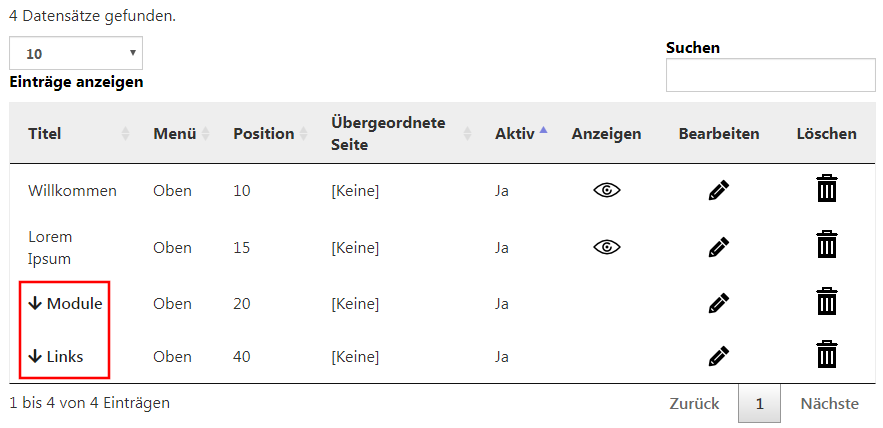 4 Datensätze gefunden.
10
Einträge anzeigen
Suchen
Titel Menü Position Übergeordnete Seite Aktiv Anzeigen Bearbeiten Löschen
Willkommen Oben 10 [Keine] Ja
Lorem Ipsum Oben 15 [Keine] Ja
↓ Module Oben 20 [Keine] Ja
↓ Links Oben 40 [Keine] Ja
1 bis 4 von 4 Einträgen
Zurück 1 Nächste